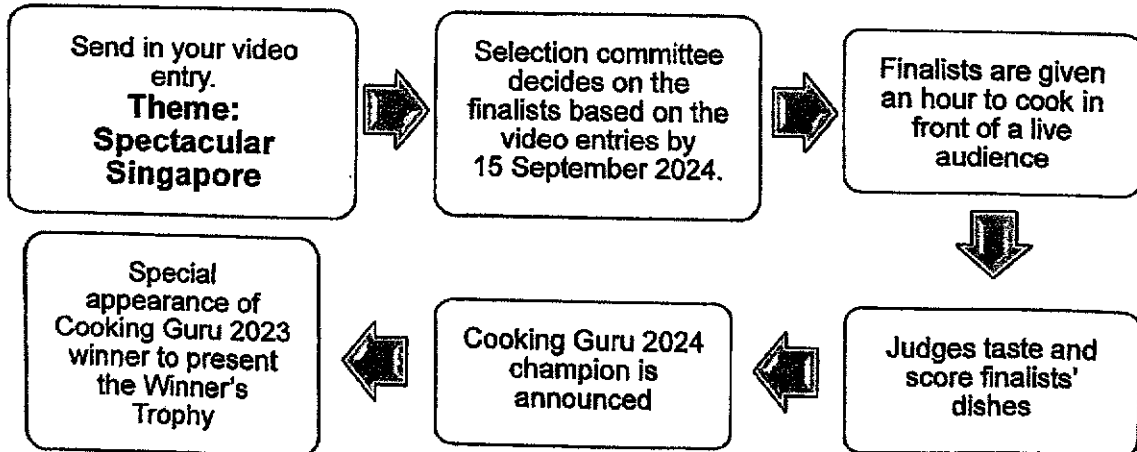 Send in your video
entry.
Theme:
Spectacular
Singapore
Selection committee
decides on the
finalists based on the
video entries by
15 September 2024.
Finalists are given
an hour to cook in
front of a live
audience
Judges taste and
score finalists'
dishes
Cooking Guru 2024
champion is
announced
Special
appearance of
Cooking Guru 2023
winner to present
the Winner's
Trophy